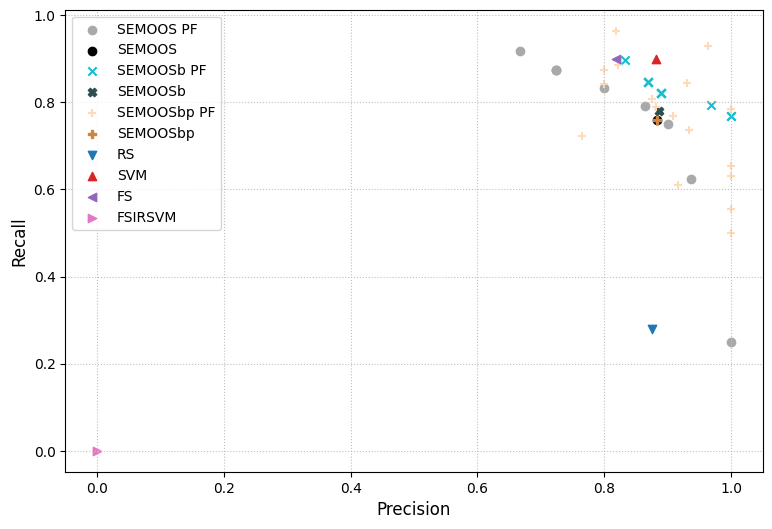 1.0
0.8
0.6
0.4
0.2
0.0
Recall
SEMOOS PF
SEMOOS
SEMOOSb PF
SEMOOSb
SEMOOSbp PF
SEMOOSbp
RS
SVM
FS
FSIRSVM
0.0 0.2 0.4 0.6 0.8 1.0
Precision